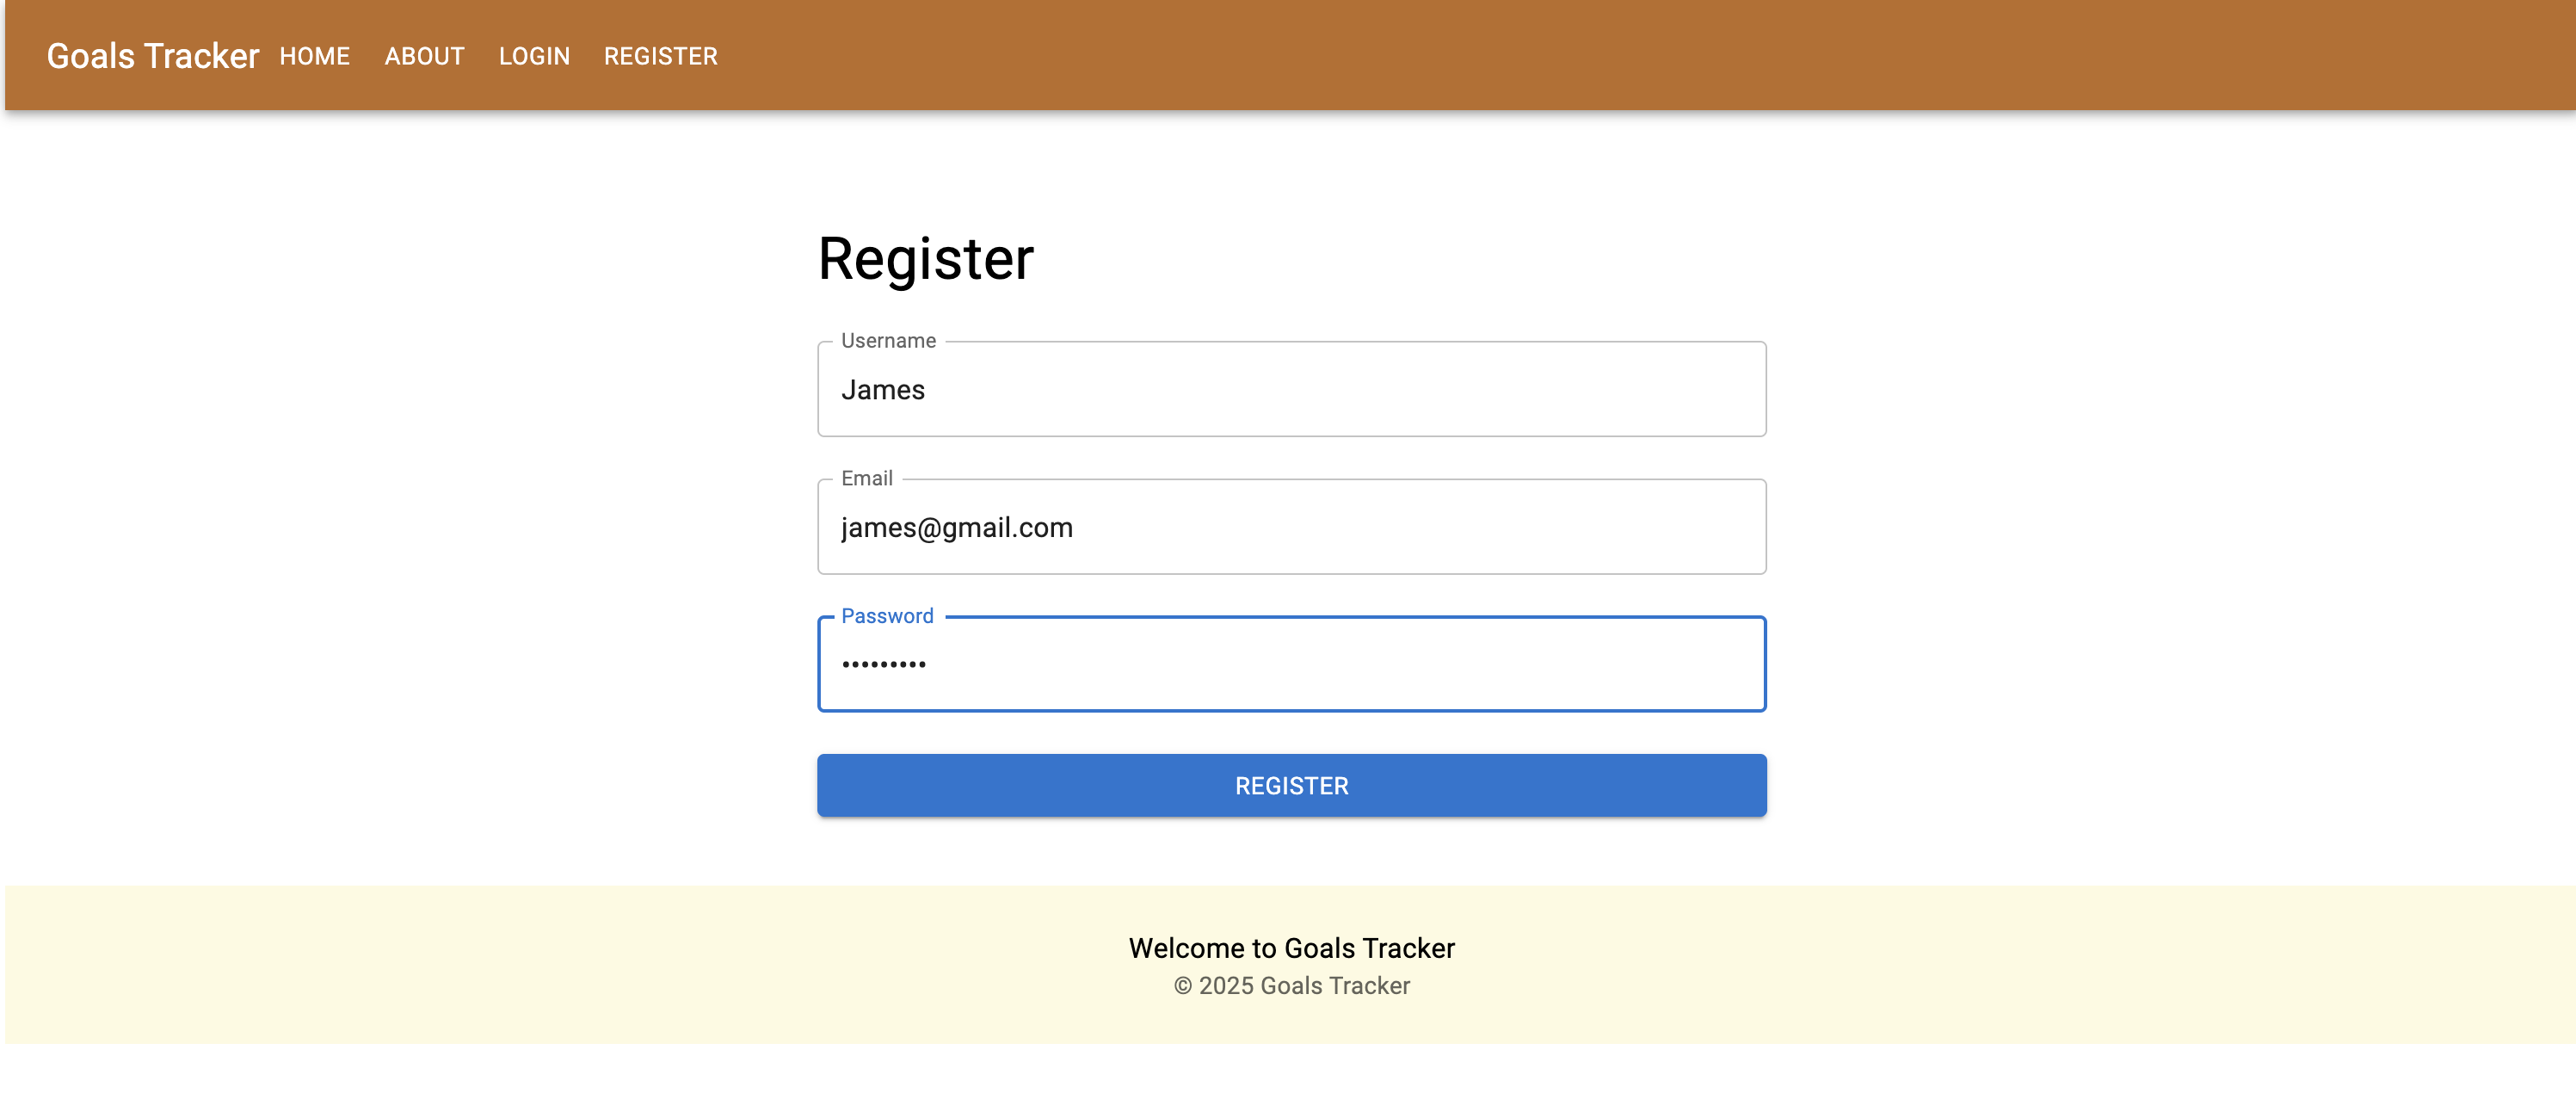 Goals Tracker HOME ABOUT LOGIN REGISTER
Register
Username
James
Email
james@gmail.com
Password
•••••••••
REGISTER
Welcome to Goals Tracker
© 2025 Goals Tracker